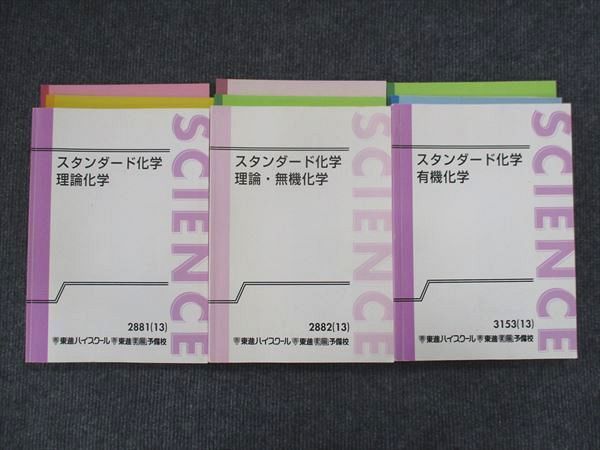 スタンダード化学
理論化学
SCIENCE
2881(13)
東進ハイスクール 東進衛星予備校
スタンダード化学
理論・無機化学
SCIENCE
2882(13)
東進ハイスクール 東進衛星予備校
スタンダード化学
有機化学
SCIENCE
3153(13)
東進ハイスクール 東進衛星予備校